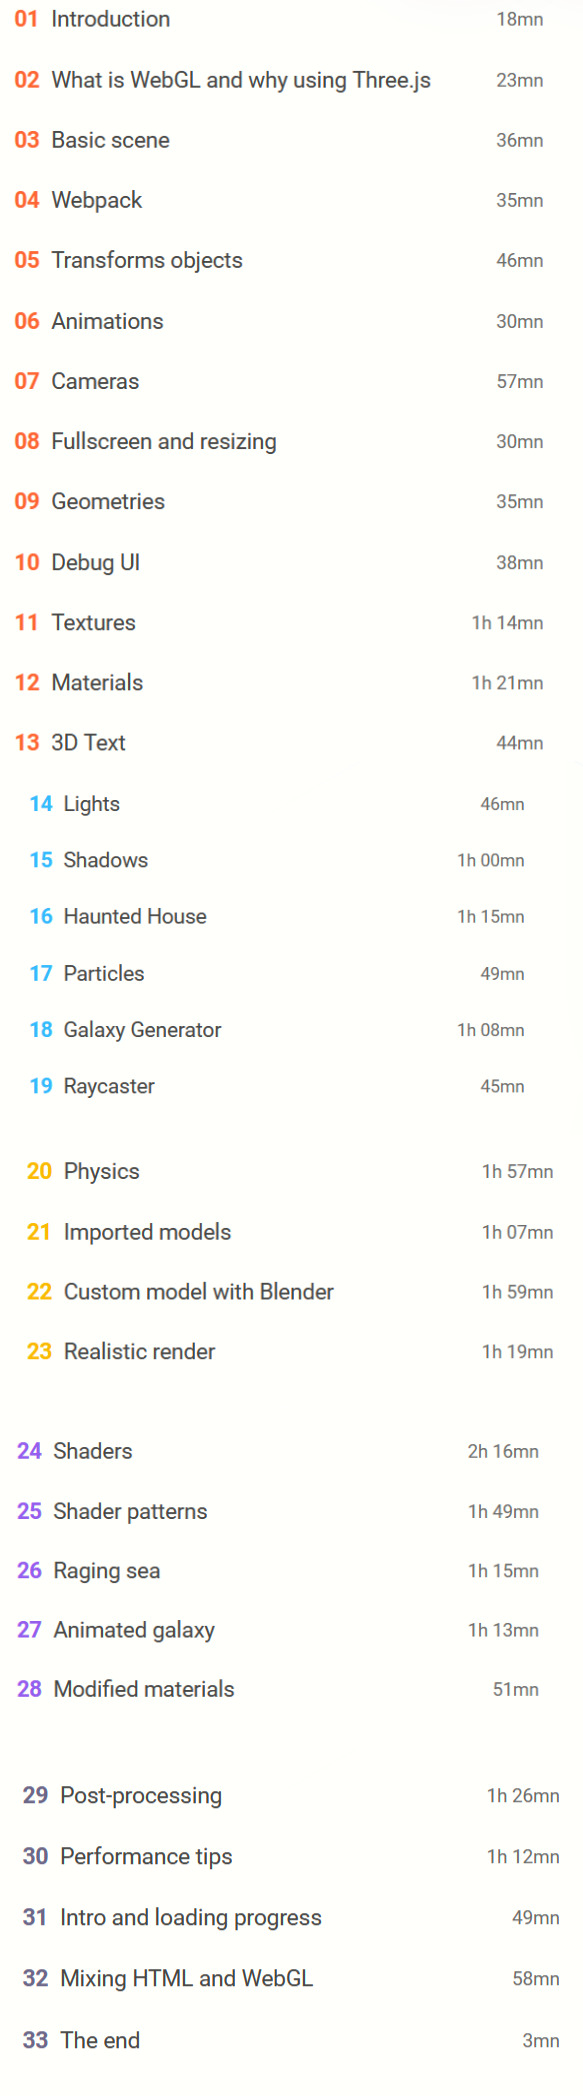 01 Introduction 18mn
02 What is WebGL and why using Three.js 23mn
03 Basic scene 36mn
04 Webpack 35mn
05 Transforms objects 46mn
06 Animations 30mn
07 Cameras 57mn
08 Fullscreen and resizing 30mn
09 Geometries 35mn
10 Debug UI 38mn
11 Textures 1h 14mn
12 Materials 1h 21mn
13 3D Text 44mn
14 Lights 46mn
15 Shadows 1h 00mn
16 Haunted House 1h 15mn
17 Particles 49mn
18 Galaxy Generator 1h 08mn
19 Raycaster 45mn
20 Physics 1h 57mn
21 Imported models 1h 07mn
22 Custom model with Blender 1h 59mn
23 Realistic render 1h 19mn
24 Shaders 2h 16mn
25 Shader patterns 1h 49mn
26 Raging sea 1h 15mn
27 Animated galaxy 1h 13mn
28 Modified materials 51mn
29 Post-processing 1h 26mn
30 Performance tips 1h 12mn
31 Intro and loading progress 49mn
32 Mixing HTML and WebGL 58mn
33 The end 3mn